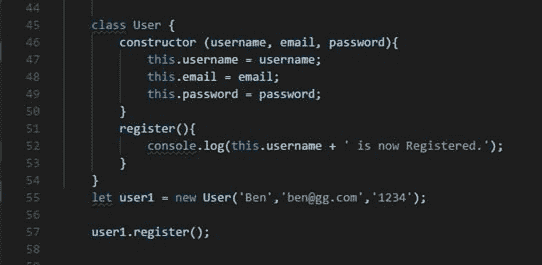 44
45 class User {
46 constructor (username, email, password){
47 this.username = username;
48 this.email = email;
49 this.password = password;
50 }
51 register(){
52 console.log(this.username + ' is now Registered.');
53 }
54 }
55 let user1 = new User('Ben','ben@gg.com','1234');
56
57 user1.register();
58
59